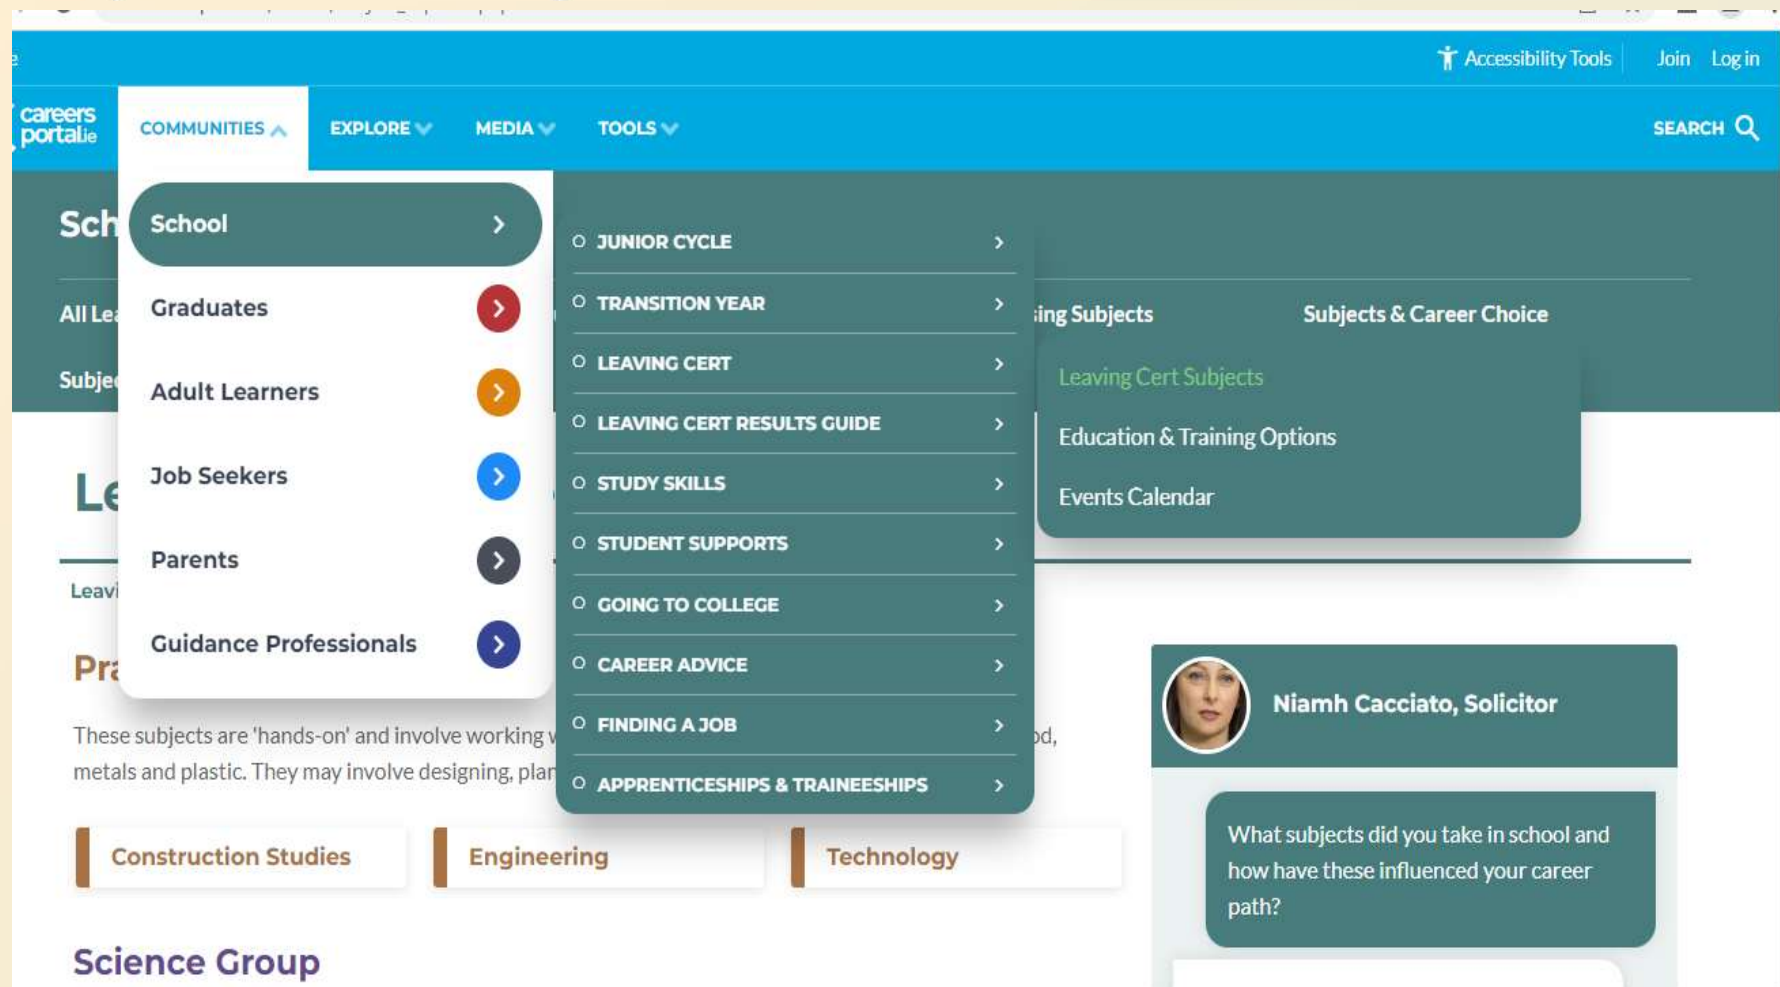 Accessibility Tools
Join
Log in
careers
portal.ie
COMMUNITIES
EXPLORE
MEDIA
TOOLS
SEARCH
School
Graduates
Adult Learners
Job Seekers
Parents
Guidance Professionals
JUNIOR CYCLE
TRANSITION YEAR
LEAVING CERT
LEAVING CERT RESULTS GUIDE
STUDY SKILLS
STUDENT SUPPORTS
GOING TO COLLEGE
CAREER ADVICE
FINDING A JOB
APPRENTICESHIPS & TRAINEESHIPS
Leaving Cert Subjects
Education & Training Options
Events Calendar
Sch
All Lea
sing Subjects
Subjects & Career Choice
Subjec
Le
Leavi
Pra
These subjects are 'hands-on' and involve working
metals and plastic. They may involve designing, plan
Construction Studies
Engineering
Technology
Science Group
Niamh Cacciato, Solicitor
What subjects did you take in school and
how have these influenced your career
path?